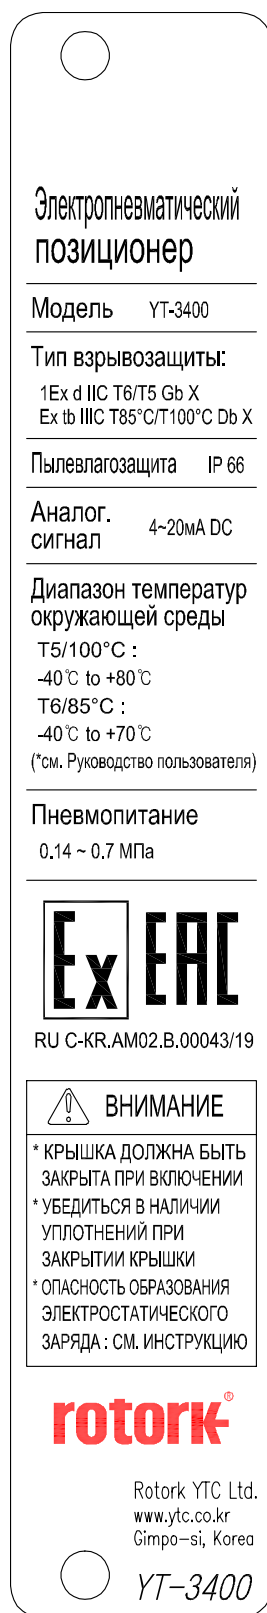 Электропневматический
позиционер
Модель YT-3400
Тип взрывозащиты:
1Ex d IIC T6/T5 Gb X
Ex tb IIIC T85°C/T100°C Db X
Пылевлагозащита IP 66
Аналог.
сигнал 4~20мА DC
Диапазон температур
окружающей среды
T5/100°C :
-40℃ to +80℃
T6/85°C :
-40℃ to +70℃
(*см. Руководство пользователя)
Пневмопитание
0.14 ~ 0.7 МПа
Ex EAC
RU C-KR.AM02.B.00043/19
ВНИМАНИЕ
* КРЫШКА ДОЛЖНА БЫТЬ
ЗАКРЫТА ПРИ ВКЛЮЧЕНИИ
* УБЕДИТЬСЯ В НАЛИЧИИ
УПЛОТНЕНИЙ ПРИ
ЗАКРЫТИИ КРЫШКИ
* ОПАСНОСТЬ ОБРАЗОВАНИЯ
ЭЛЕКТРОСТАТИЧЕСКОГО
ЗАРЯДА : СМ. ИНСТРУКЦИЮ
rotork®
Rotork YTC Ltd.
www.ytc.co.kr
Gimpo-si, Korea
YT-3400